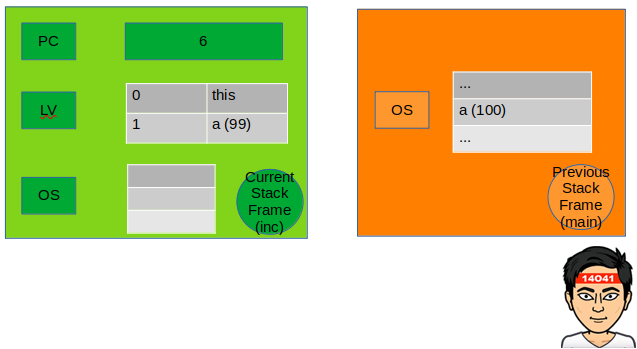 PC
6
LV
0 this
1 a (99)
OS
Current
Stack
Frame
(inc)
OS
...
a (100)
...
Previous
Stack
Frame
(main)
14041